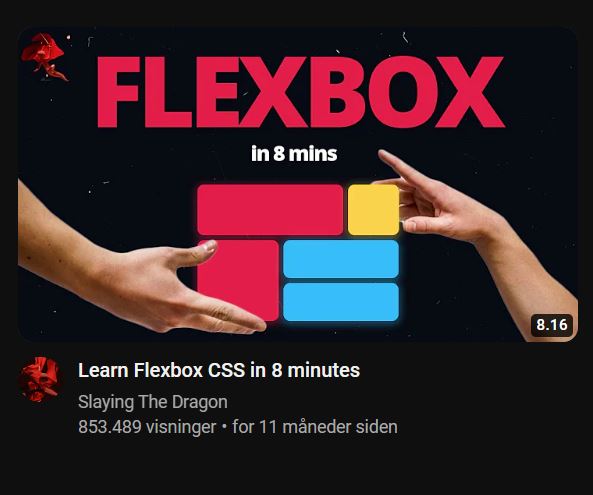 FLEXBOX
in 8 mins
8.16
Learn Flexbox CSS in 8 minutes
Slaying The Dragon
853.489 visninger • for 11 måneder siden